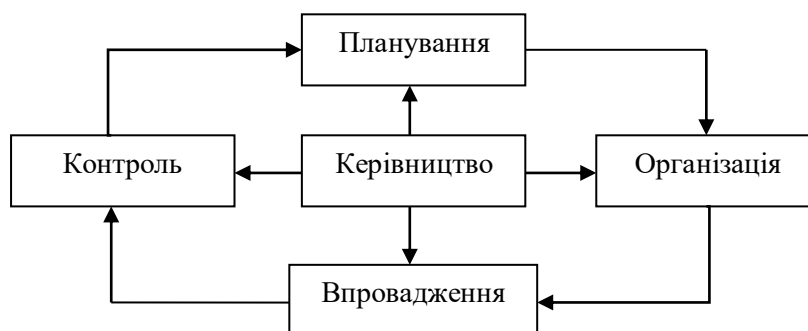 Планування
Контроль
Керівництво
Організація
Впровадження